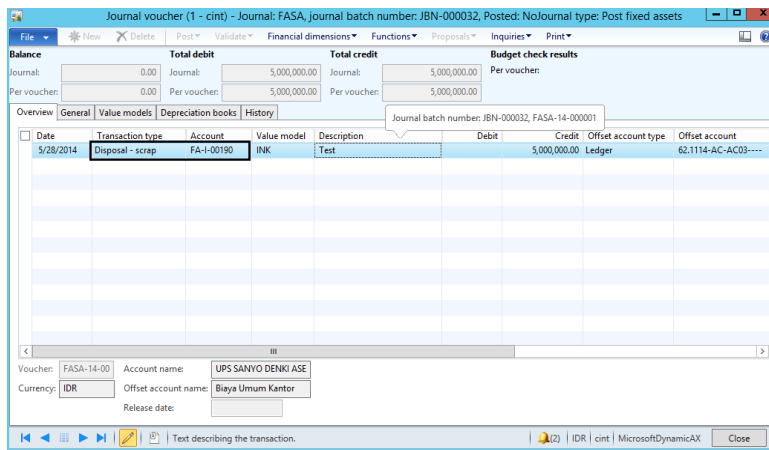 Journal voucher (1 - cint) - Journal: FASA, journal batch number: JBN-000032, Posted: NoJournal type: Post fixed assets
File New Delete Post Validate Financial dimensions Functions Proposals Inquiries Print
Balance Total debit Total credit Budget check results
Journal: 0.00 Journal: 5,000,000.00 Journal: 5,000,000.00 Per voucher:
Per voucher: 0.00 Per voucher: 5,000,000.00 Per voucher: 5,000,000.00
Overview General Value models Depreciation books History
Journal batch number: JBN-000032, FASA-14-000001
Date Transaction type Account Value model Description Debit Credit Offset account type Offset account
5/28/2014 Disposal - scrap FA-I-00190 INK Test 5,000,000.00 Ledger 62.1114-AC-AC03----
Voucher: FASA-14-00 Account name: UPS SANYO DENKI ASE
Currency: IDR Offset account name: Biaya Umum Kantor
Release date:
Text describing the transaction. (2) IDR cint MicrosoftDynamicAX Close